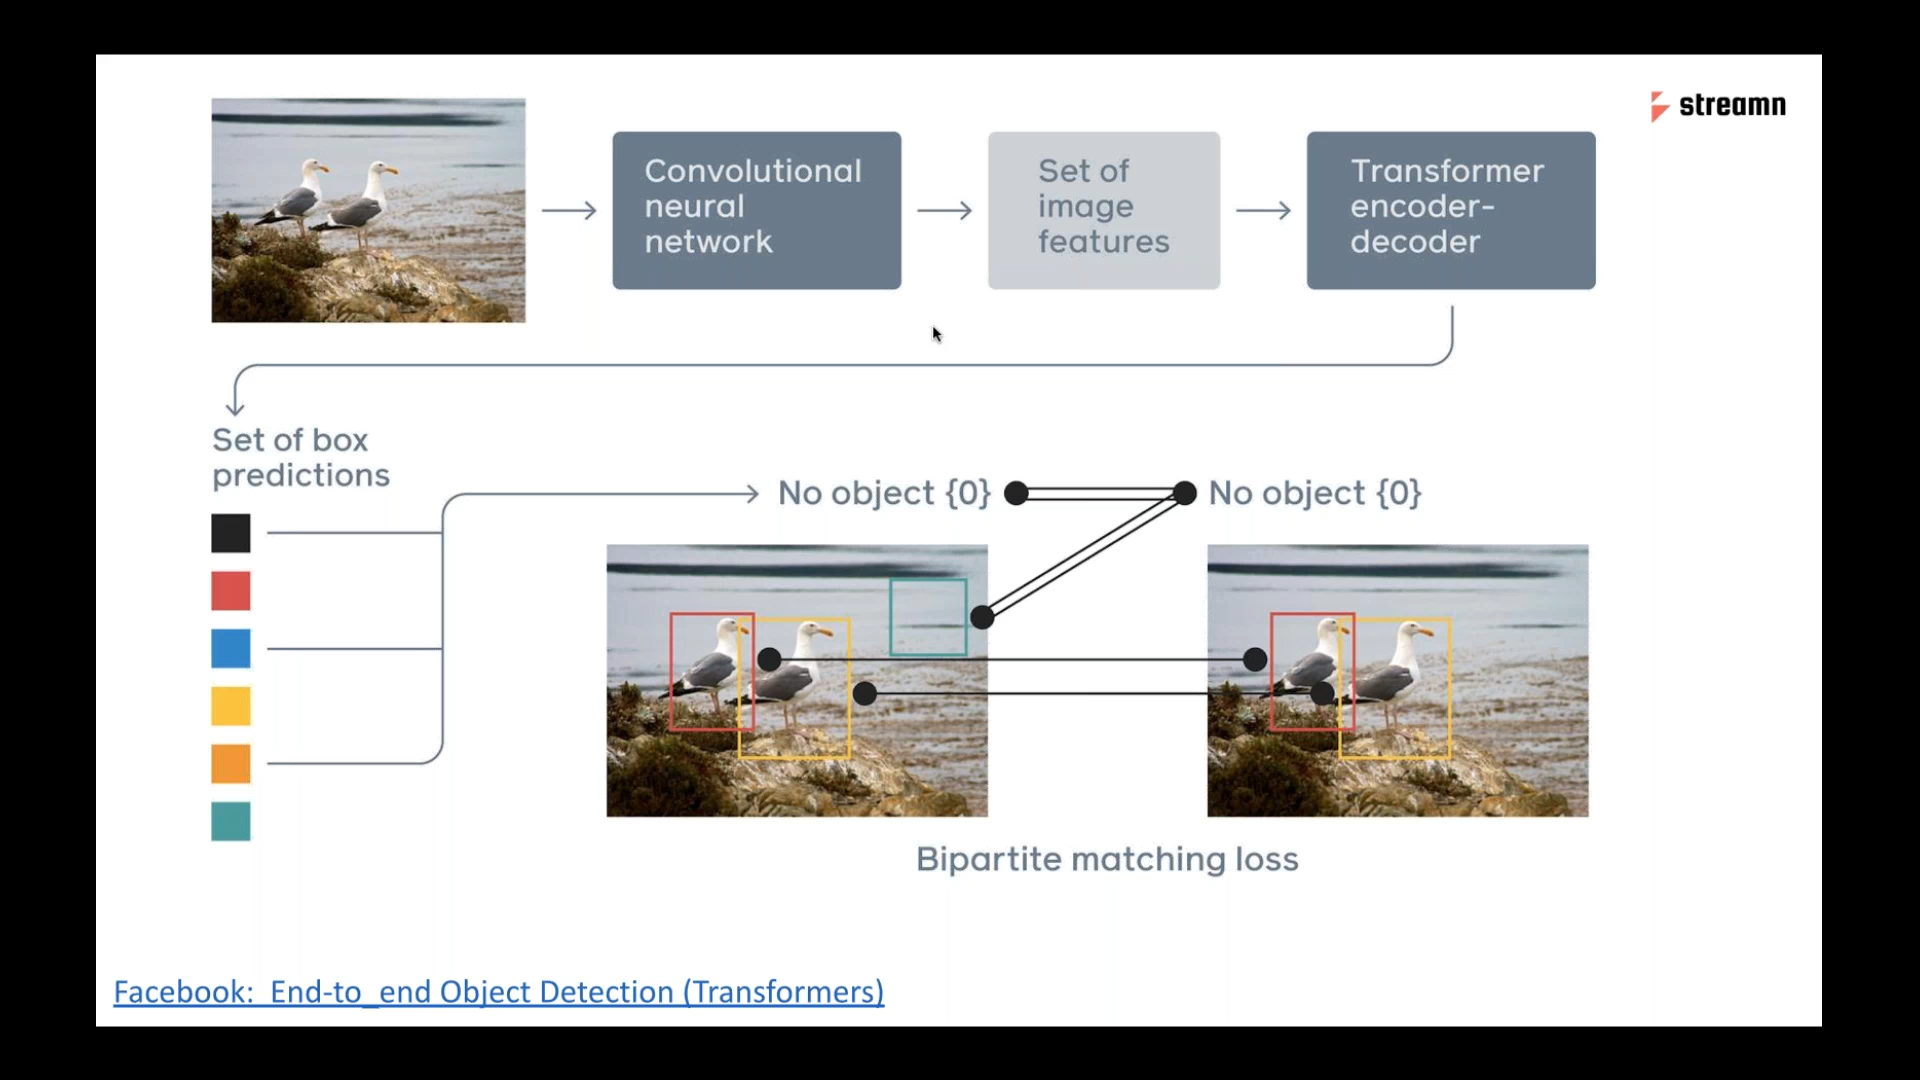 streamn
Convolutional
neural
network
Set of
image
features
Transformer
encoder-
decoder
Set of box
predictions
No object {0}
No object {0}
Bipartite matching loss
Facebook:  End-to_end Object Detection (Transformers)